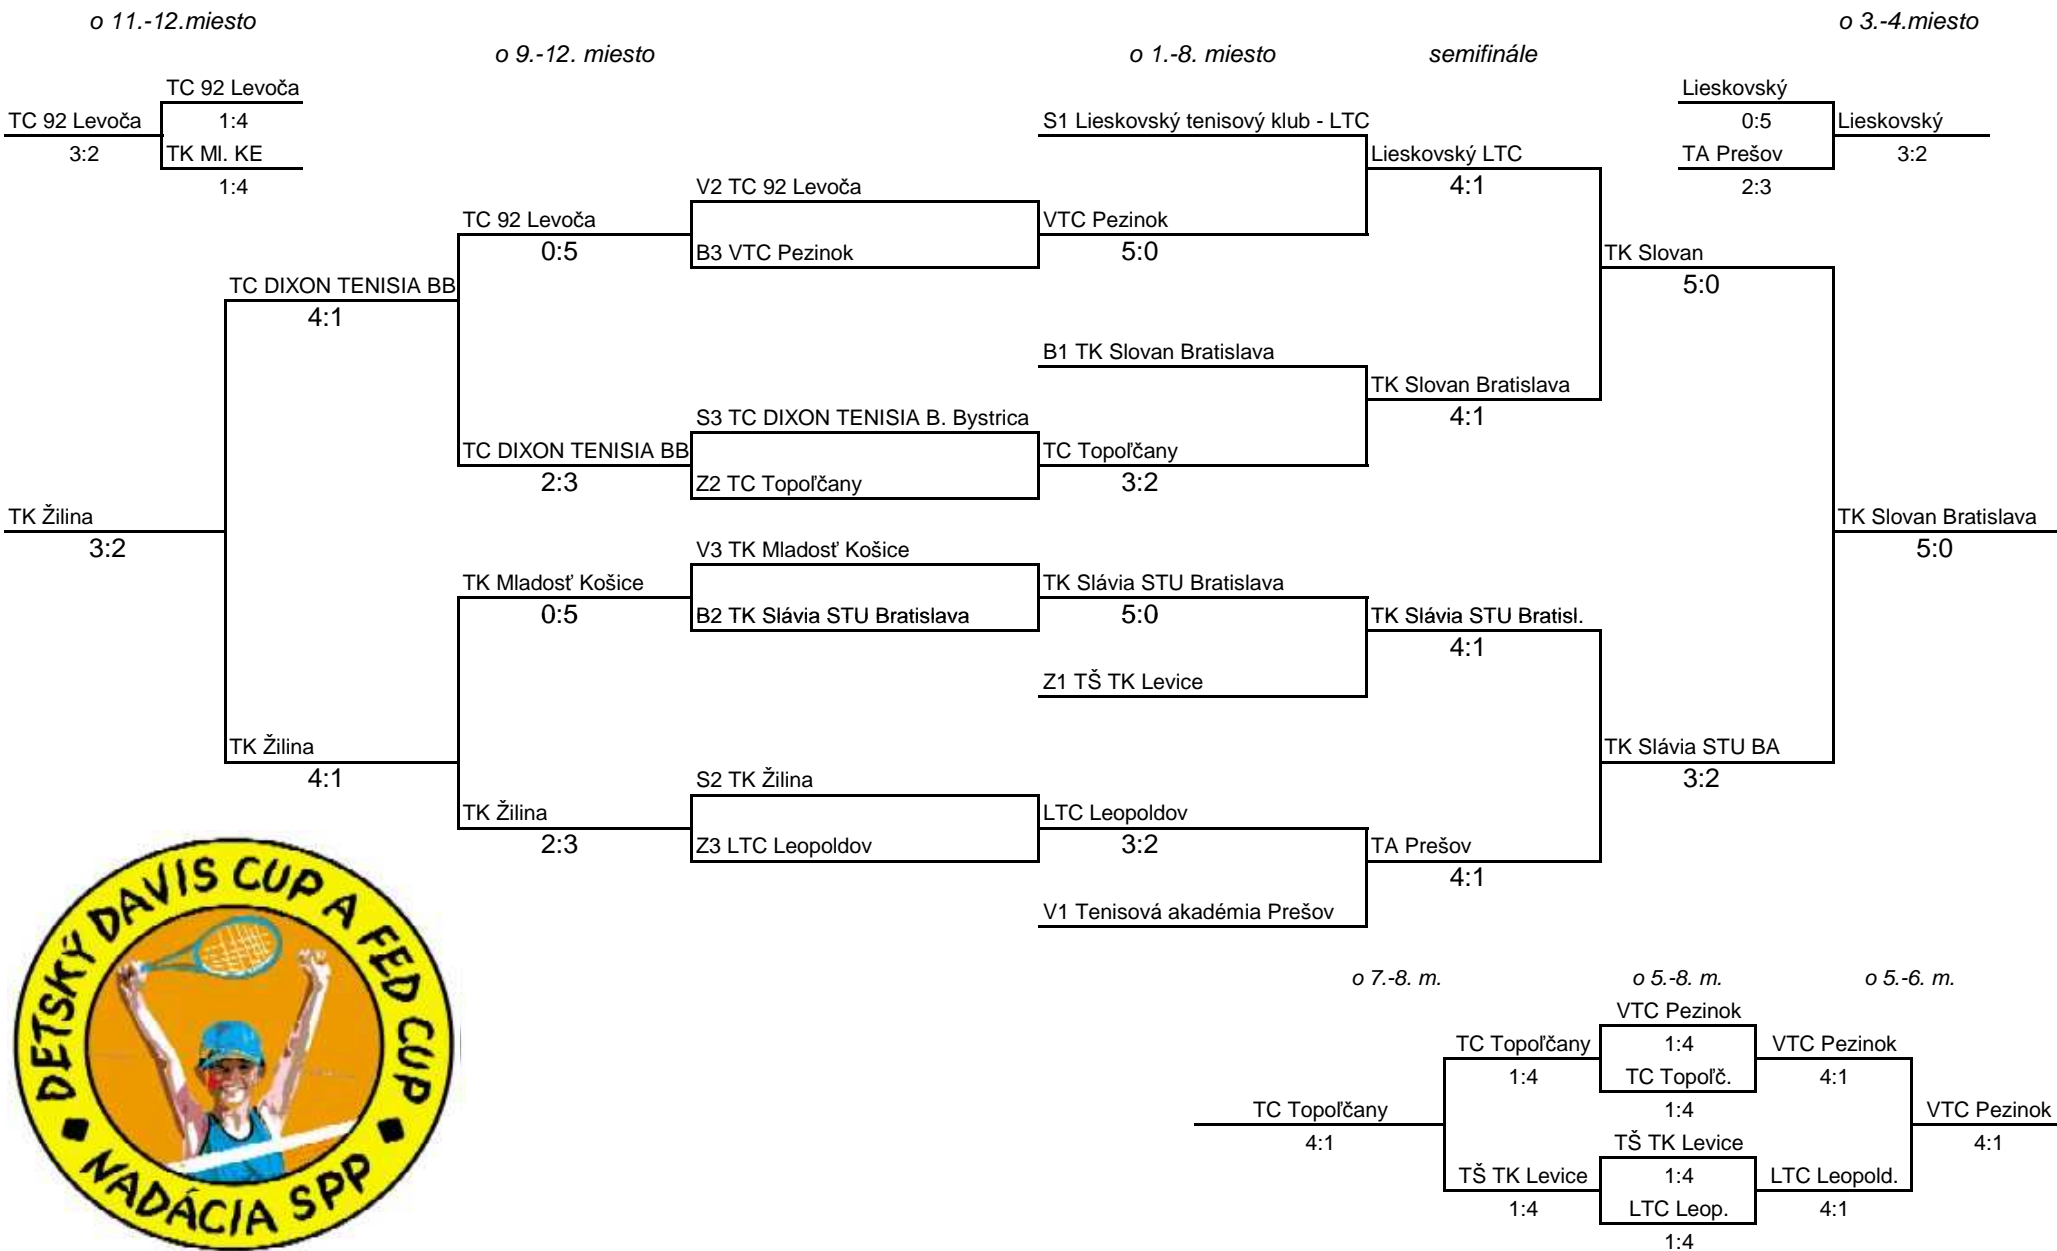 o 11.-12.miesto
o 3.-4.miesto
o 9.-12. miesto
o 1.-8. miesto
semifinále
TC 92 Levoča
TC 92 Levoča
1:4
3:2
TK Ml. KE
1:4
S1 Lieskovský tenisový klub - LTC
Lieskovský
0:5
Lieskovský
TA Prešov
3:2
2:3
Lieskovský LTC
4:1
V2 TC 92 Levoča
TC 92 Levoča
0:5
B3 VTC Pezinok
VTC Pezinok
5:0
TK Slovan
5:0
TC DIXON TENISIA BB
4:1
B1 TK Slovan Bratislava
TK Slovan Bratislava
4:1
S3 TC DIXON TENISIA B. Bystrica
TC DIXON TENISIA BB
2:3
Z2 TC Topoľčany
TC Topoľčany
3:2
TK Žilina
3:2
TK Slovan Bratislava
5:0
V3 TK Mladosť Košice
TK Mladosť Košice
0:5
B2 TK Slávia STU Bratislava
TK Slávia STU Bratislava
5:0
TK Slávia STU Bratisl.
4:1
Z1 TŠ TK Levice
TK Žilina
4:1
TK Slávia STU BA
3:2
S2 TK Žilina
TK Žilina
2:3
Z3 LTC Leopoldov
LTC Leopoldov
3:2
TA Prešov
4:1
V1 Tenisová akadémia Prešov
DETSKÝ DAVIS CUP A FED CUP
NADÁCIA SPP
o 7.-8. m.
o 5.-8. m.
o 5.-6. m.
VTC Pezinok
TC Topoľčany
1:4
VTC Pezinok
1:4
TC Topoľč.
4:1
1:4
TC Topoľčany
4:1
VTC Pezinok
4:1
TŠ TK Levice
TŠ TK Levice
1:4
LTC Leopold.
1:4
LTC Leop.
4:1
1:4